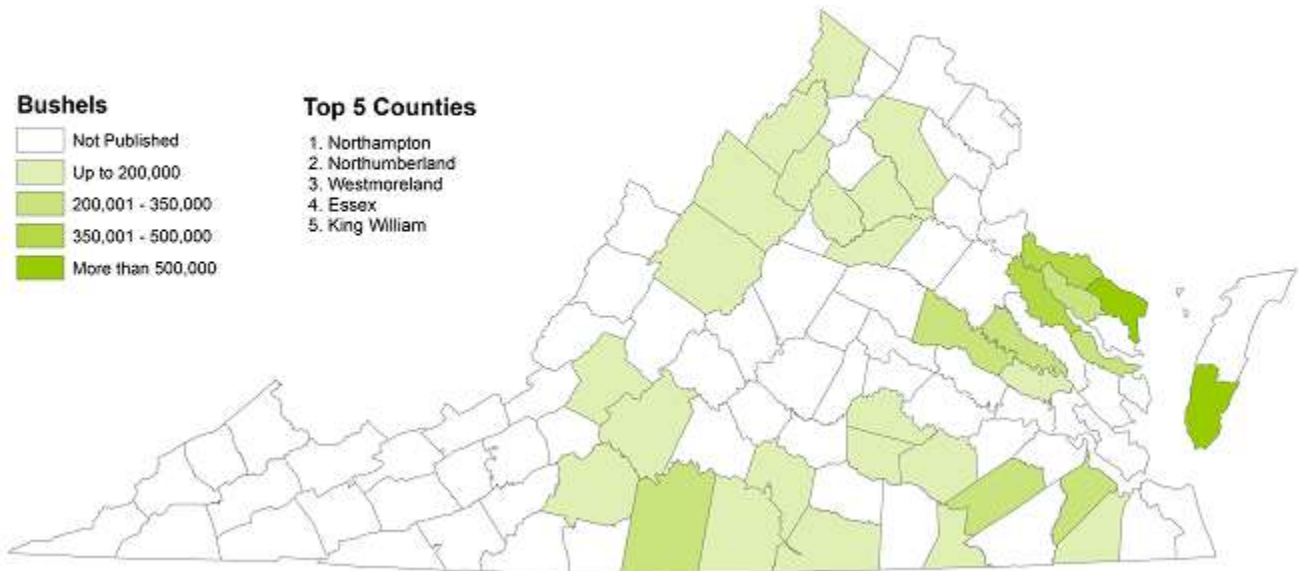 Bushels
Not Published
Up to 200,000
200,001 - 350,000
350,001 - 500,000
More than 500,000
Top 5 Counties
1. Northampton
2. Northumberland
3. Westmoreland
4. Essex
5. King William